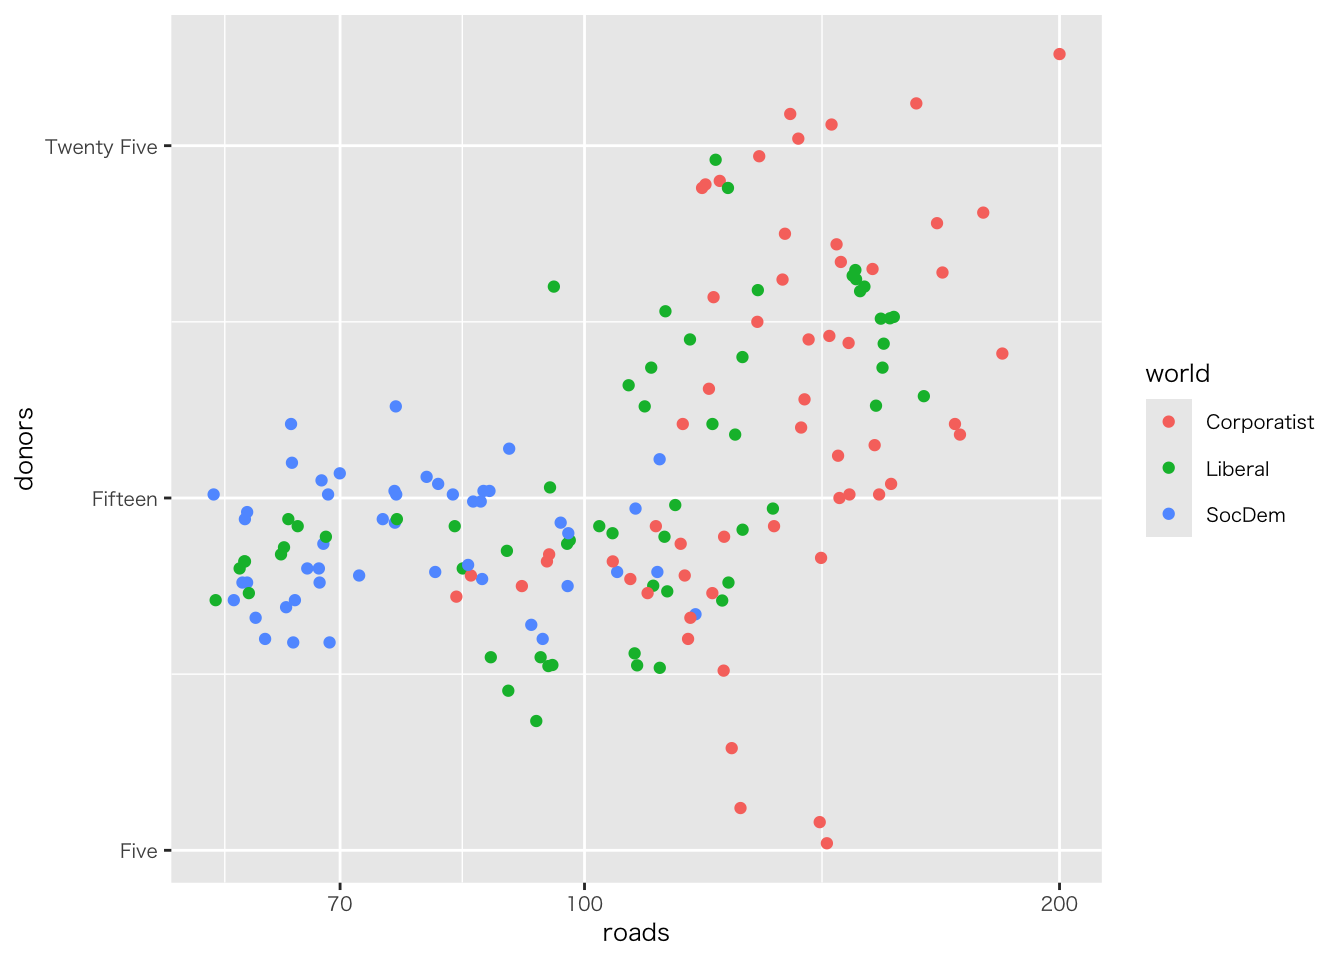 Twenty Five
Fifteen
Five
donors
70
100
200
roads
world
Corporatist
Liberal
SocDem